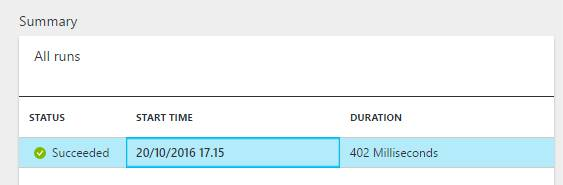 Summary
All runs
STATUS START TIME DURATION
Succeeded 20/10/2016 17.15 402 Milliseconds